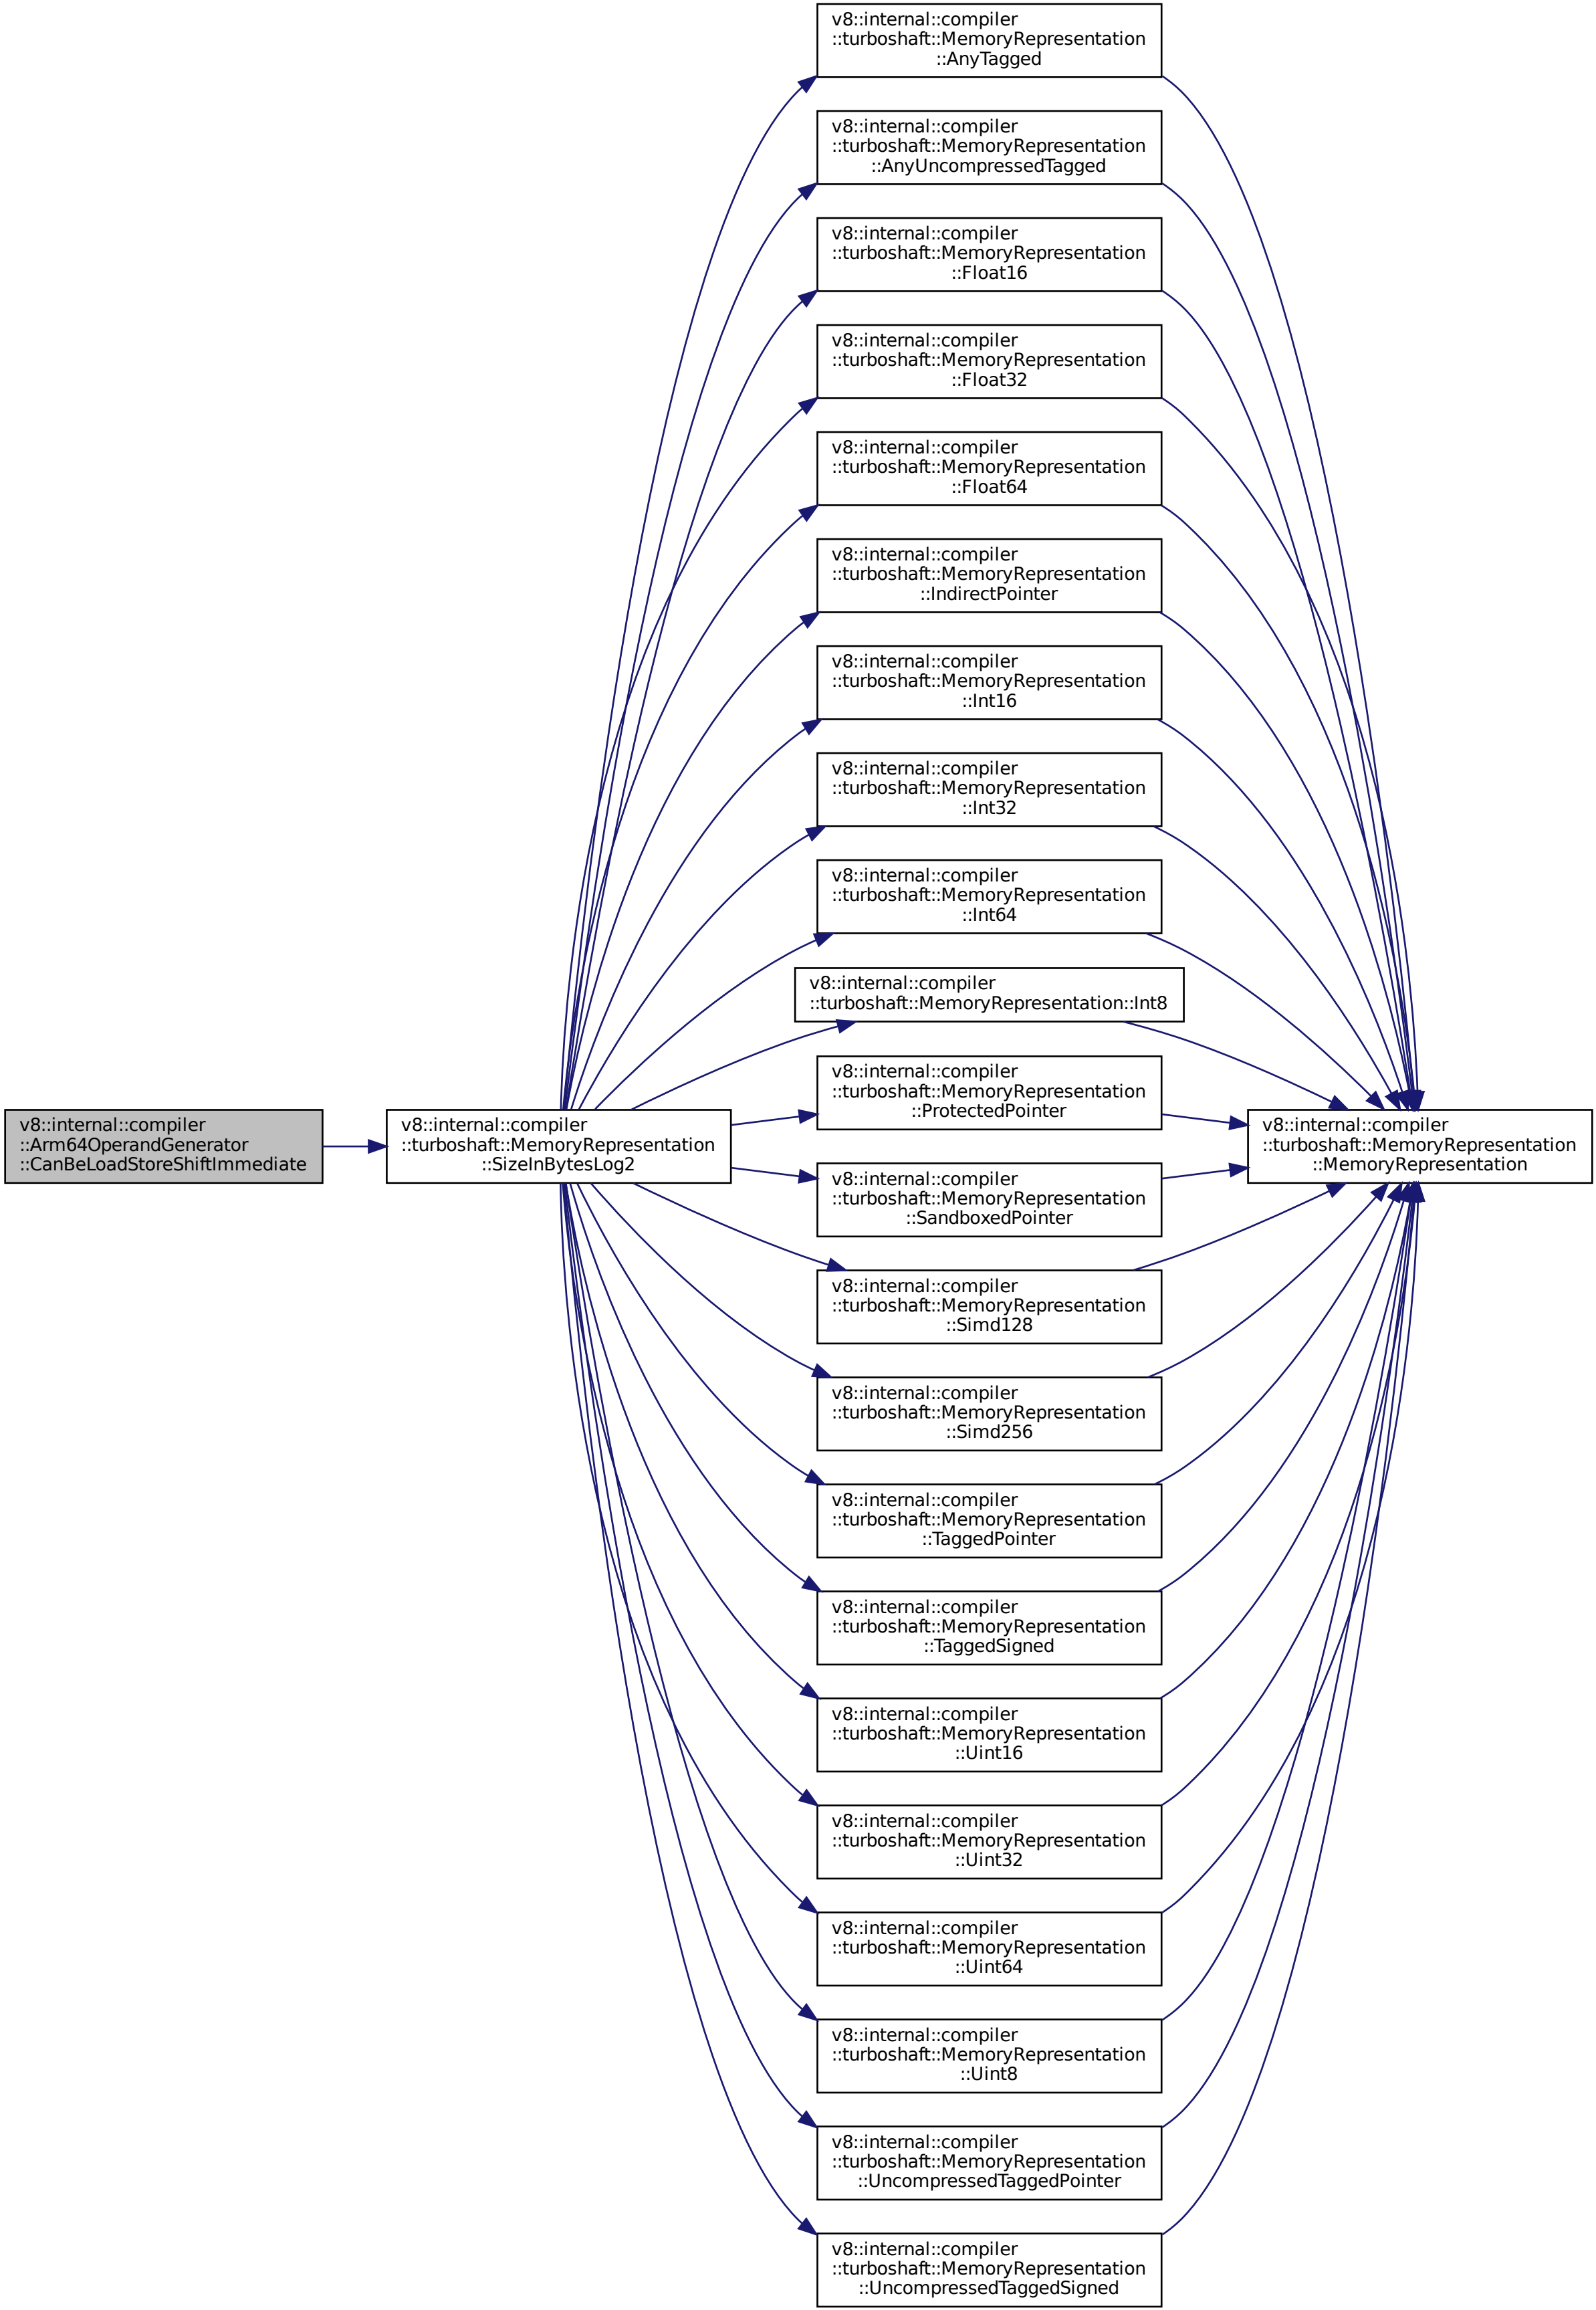 v8::internal::compiler
::turboshaft::MemoryRepresentation
::AnyTagged
v8::internal::compiler
::turboshaft::MemoryRepresentation
::AnyUncompressedTagged
v8::internal::compiler
::turboshaft::MemoryRepresentation
::Float16
v8::internal::compiler
::turboshaft::MemoryRepresentation
::Float32
v8::internal::compiler
::turboshaft::MemoryRepresentation
::Float64
v8::internal::compiler
::turboshaft::MemoryRepresentation
::IndirectPointer
v8::internal::compiler
::turboshaft::MemoryRepresentation
::Int16
v8::internal::compiler
::turboshaft::MemoryRepresentation
::Int32
v8::internal::compiler
::turboshaft::MemoryRepresentation
::Int64
v8::internal::compiler
::turboshaft::MemoryRepresentation::Int8
v8::internal::compiler
::turboshaft::MemoryRepresentation
::ProtectedPointer
v8::internal::compiler
::Arm64OperandGenerator
::CanBeLoadStoreShiftImmediate
v8::internal::compiler
::turboshaft::MemoryRepresentation
::SizeInBytesLog2
v8::internal::compiler
::turboshaft::MemoryRepresentation
::MemoryRepresentation
v8::internal::compiler
::turboshaft::MemoryRepresentation
::SandboxedPointer
v8::internal::compiler
::turboshaft::MemoryRepresentation
::Simd128
v8::internal::compiler
::turboshaft::MemoryRepresentation
::Simd256
v8::internal::compiler
::turboshaft::MemoryRepresentation
::TaggedPointer
v8::internal::compiler
::turboshaft::MemoryRepresentation
::TaggedSigned
v8::internal::compiler
::turboshaft::MemoryRepresentation
::Uint16
v8::internal::compiler
::turboshaft::MemoryRepresentation
::Uint32
v8::internal::compiler
::turboshaft::MemoryRepresentation
::Uint64
v8::internal::compiler
::turboshaft::MemoryRepresentation
::Uint8
v8::internal::compiler
::turboshaft::MemoryRepresentation
::UncompressedTaggedPointer
v8::internal::compiler
::turboshaft::MemoryRepresentation
::UncompressedTaggedSigned